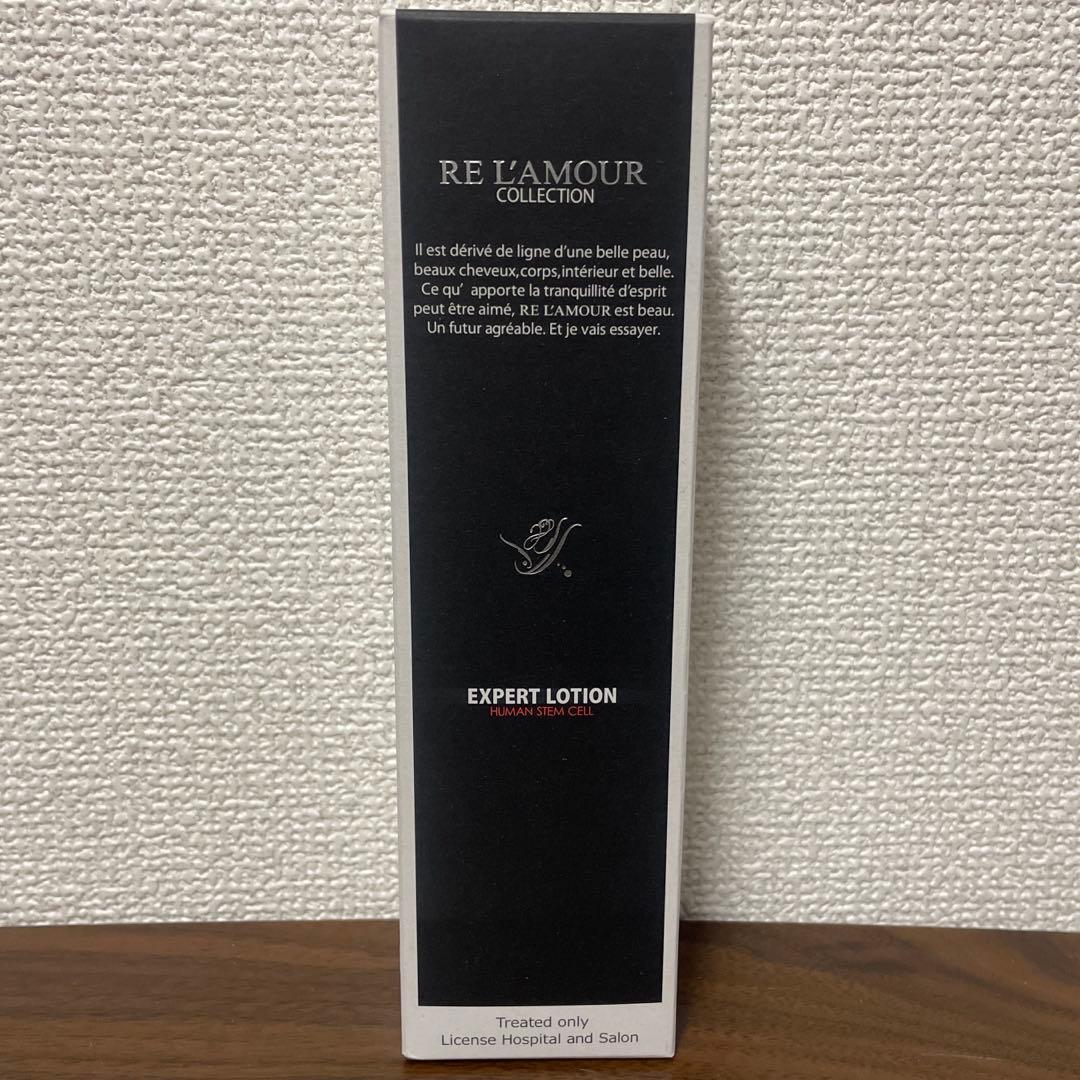 RE L'AMOUR
COLLECTION
Il est dérivé de ligne d'une belle peau,
beaux cheveux,corps,intérieur et belle.
Ce qu' apporte la tranquillité d'esprit
peut être aimé, RE L'AMOUR est beau.
Un futur agréable. Et je vais essayer.
EXPERT LOTION
HUMAN STEM CELL
Treated only
License Hospital and Salon